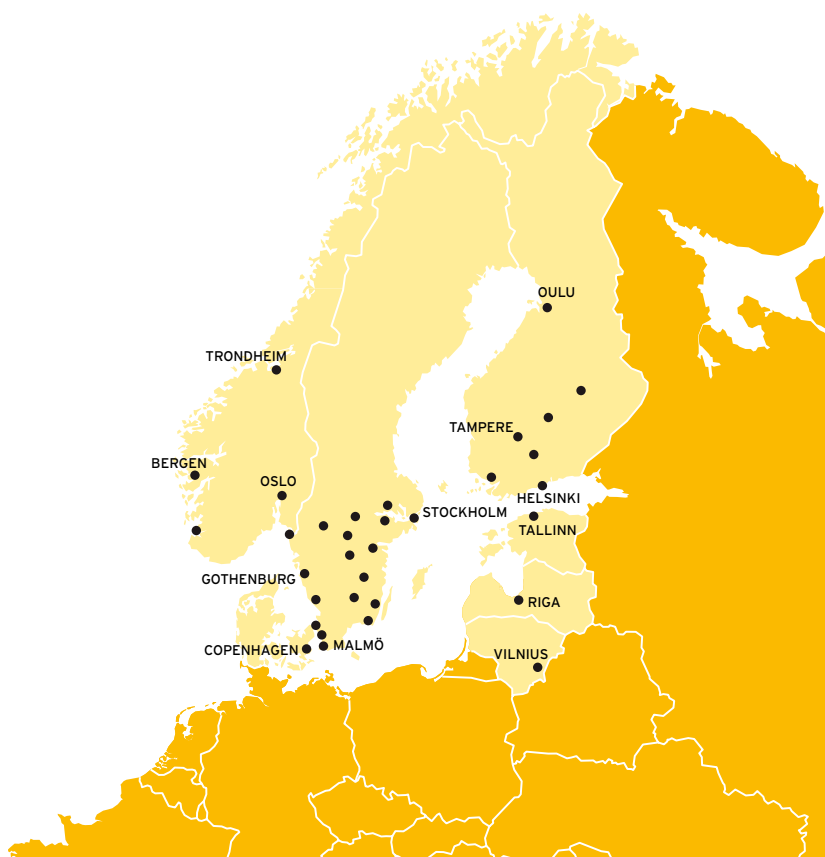 OULU
TRONDHEIM
TAMPERE
BERGEN
OSLO
HELSINKI
STOCKHOLM
TALLINN
GOTHENBURG
RIGA
COPENHAGEN
MALMÖ
VILNIUS